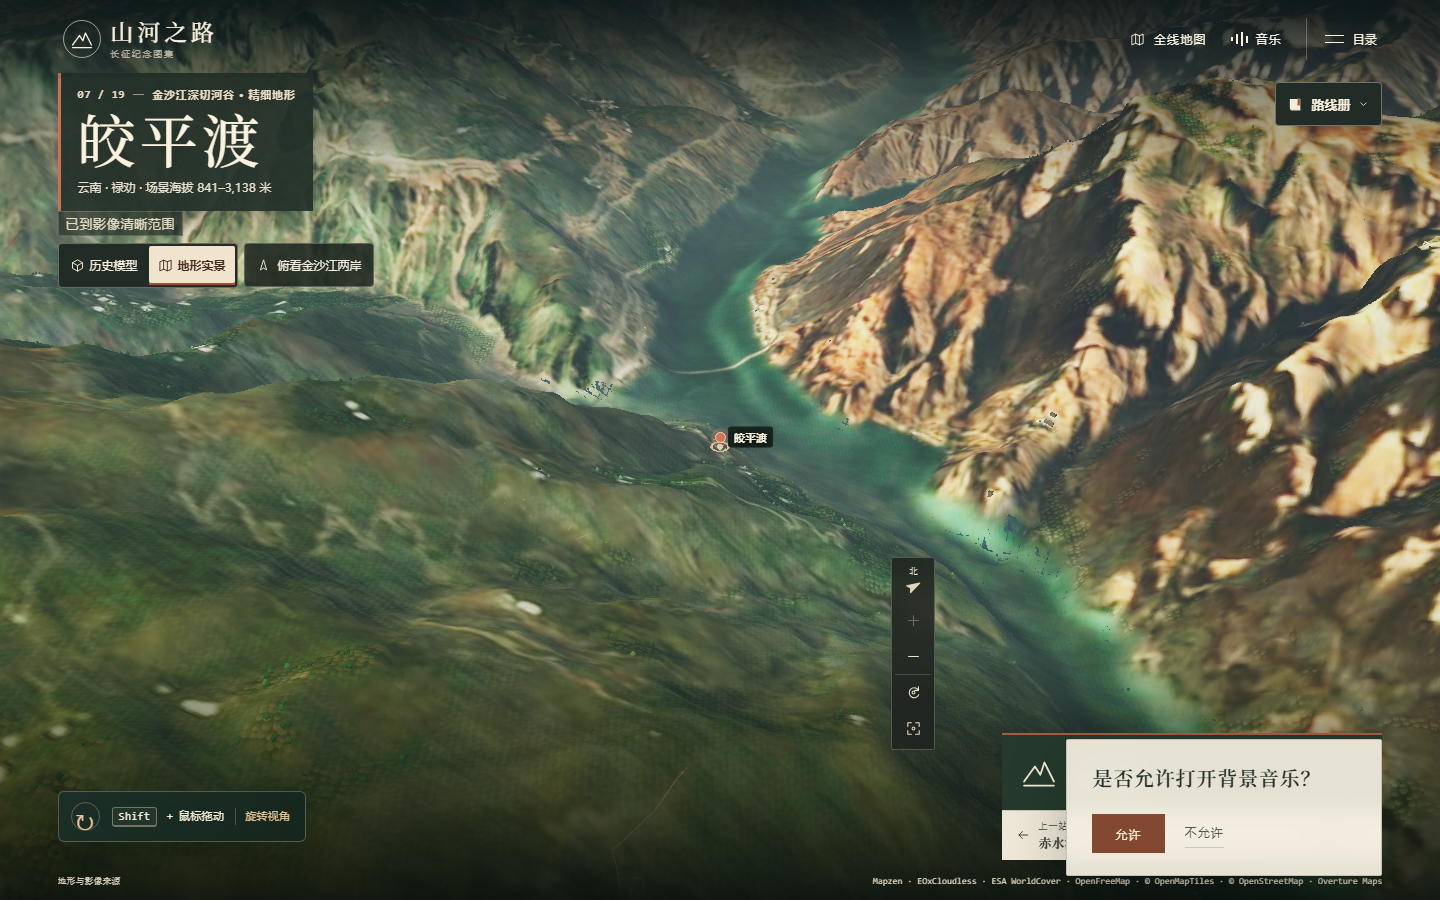 山河之路
长征纪念图集
全线地图
音乐
目录
07 / 19 — 金沙江深切河谷 • 精细地形
皎平渡
云南 · 禄劝 · 场景海拔 841–3,138 米
路线册
已到影像清晰范围
历史模型
地形实景
俯看金沙江两岸
皎平渡
北
是否允许打开背景音乐?
允许
不允许
上一站
赤水
Shift + 鼠标拖动 旋转视角
地形与影像来源
Mapzen · EOxCloudless · ESA WorldCover · OpenFreeMap · © OpenMapTiles · © OpenStreetMap · Overture Maps